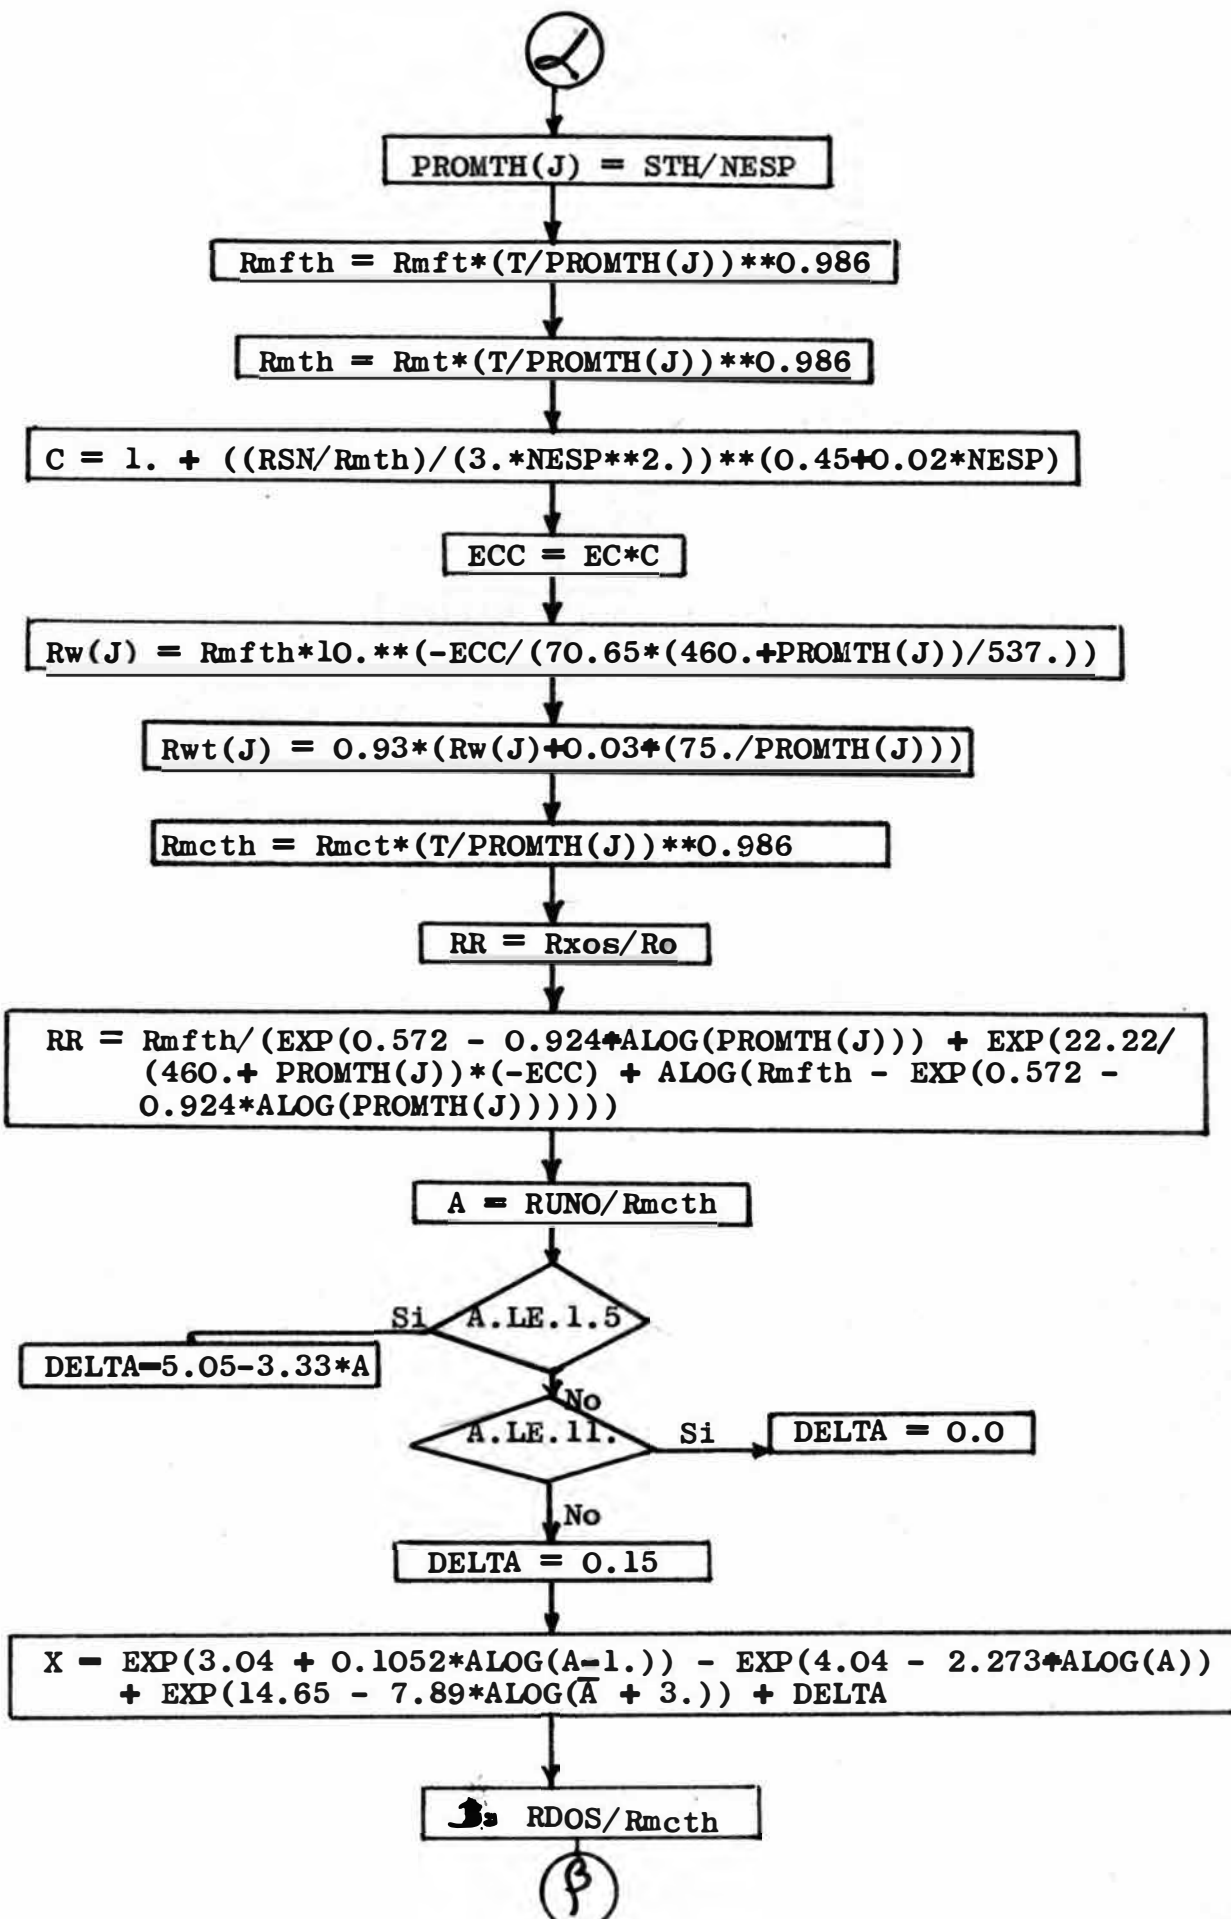 α
PROMTH(J) = STH/NESP
Rmfth = Rmft*(T/PROMTH(J))**0.986
Rmth = Rmt*(T/PROMTH(J))**0.986
C = 1. + ((RSN/Rmth)/(3.*NESP**2.))**(0.45+0.02*NESP)
ECC = EC*C
Rw(J) = Rmfth*10.**(-ECC/(70.65*(460.+PROMTH(J))/537.))
Rwt(J) = 0.93*(Rw(J)+0.03*(75./PROMTH(J)))
Rmcth = Rmct*(T/PROMTH(J))**0.986
RR = Rxos/Ro
RR = Rmfth/(EXP(0.572 - 0.924*ALOG(PROMTH(J))) + EXP(22.22/
(460.+ PROMTH(J))*(-ECC) + ALOG(Rmfth - EXP(0.572 -
0.924*ALOG(PROMTH(J))))))
A = RUNO/Rmcth
Si A.LE.1.5
DELTA=5.05-3.33*A
No
A.LE.11. Si DELTA = 0.0
No
DELTA = 0.15
X = EXP(3.04 + 0.1052*ALOG(A-1.)) - EXP(4.04 - 2.273*ALOG(A))
+ EXP(14.65 - 7.89*ALOG(A + 3.)) + DELTA
RDOS/Rmcth
β